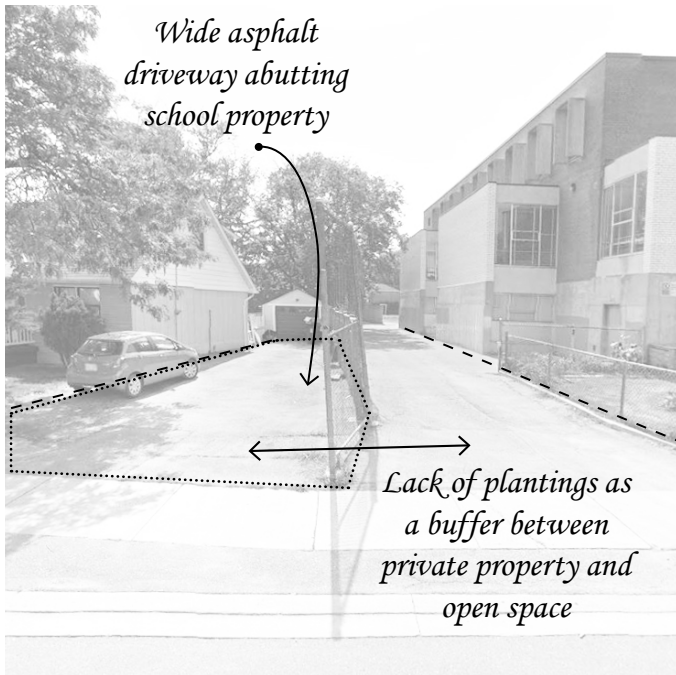 Wide asphalt
driveway abutting
school property
Lack of plantings as
a buffer between
private property and
open space